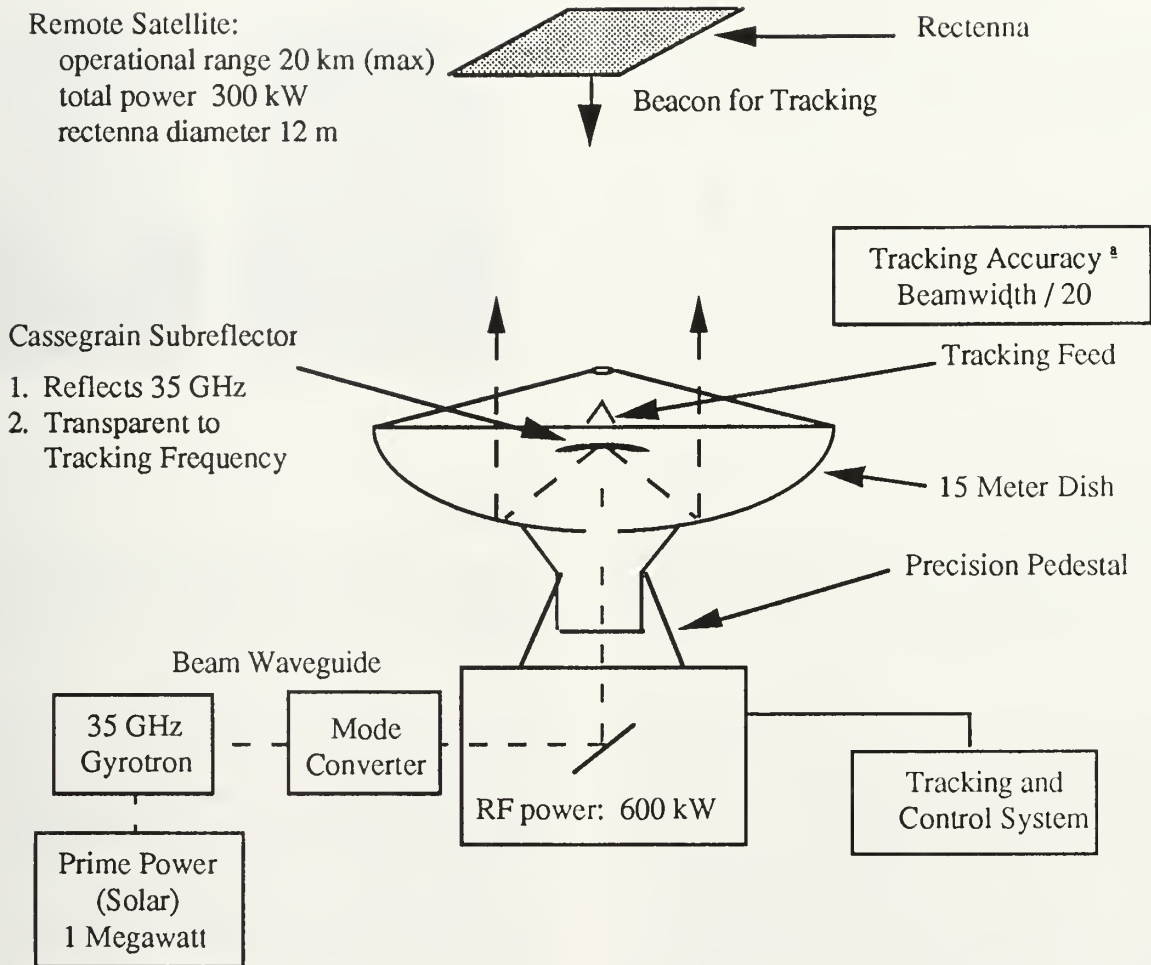 Remote Satellite:
operational range 20 km (max)
total power 300 kW
rectenna diameter 12 m
Rectenna
Beacon for Tracking
Tracking Accuracy ª
Beamwidth / 20
Cassegrain Subreflector
1. Reflects 35 GHz
2. Transparent to
Tracking Frequency
Tracking Feed
15 Meter Dish
Precision Pedestal
Beam Waveguide
35 GHz
Gyrotron
Mode
Converter
RF power: 600 kW
Tracking and
Control System
Prime Power
(Solar)
1 Megawatt